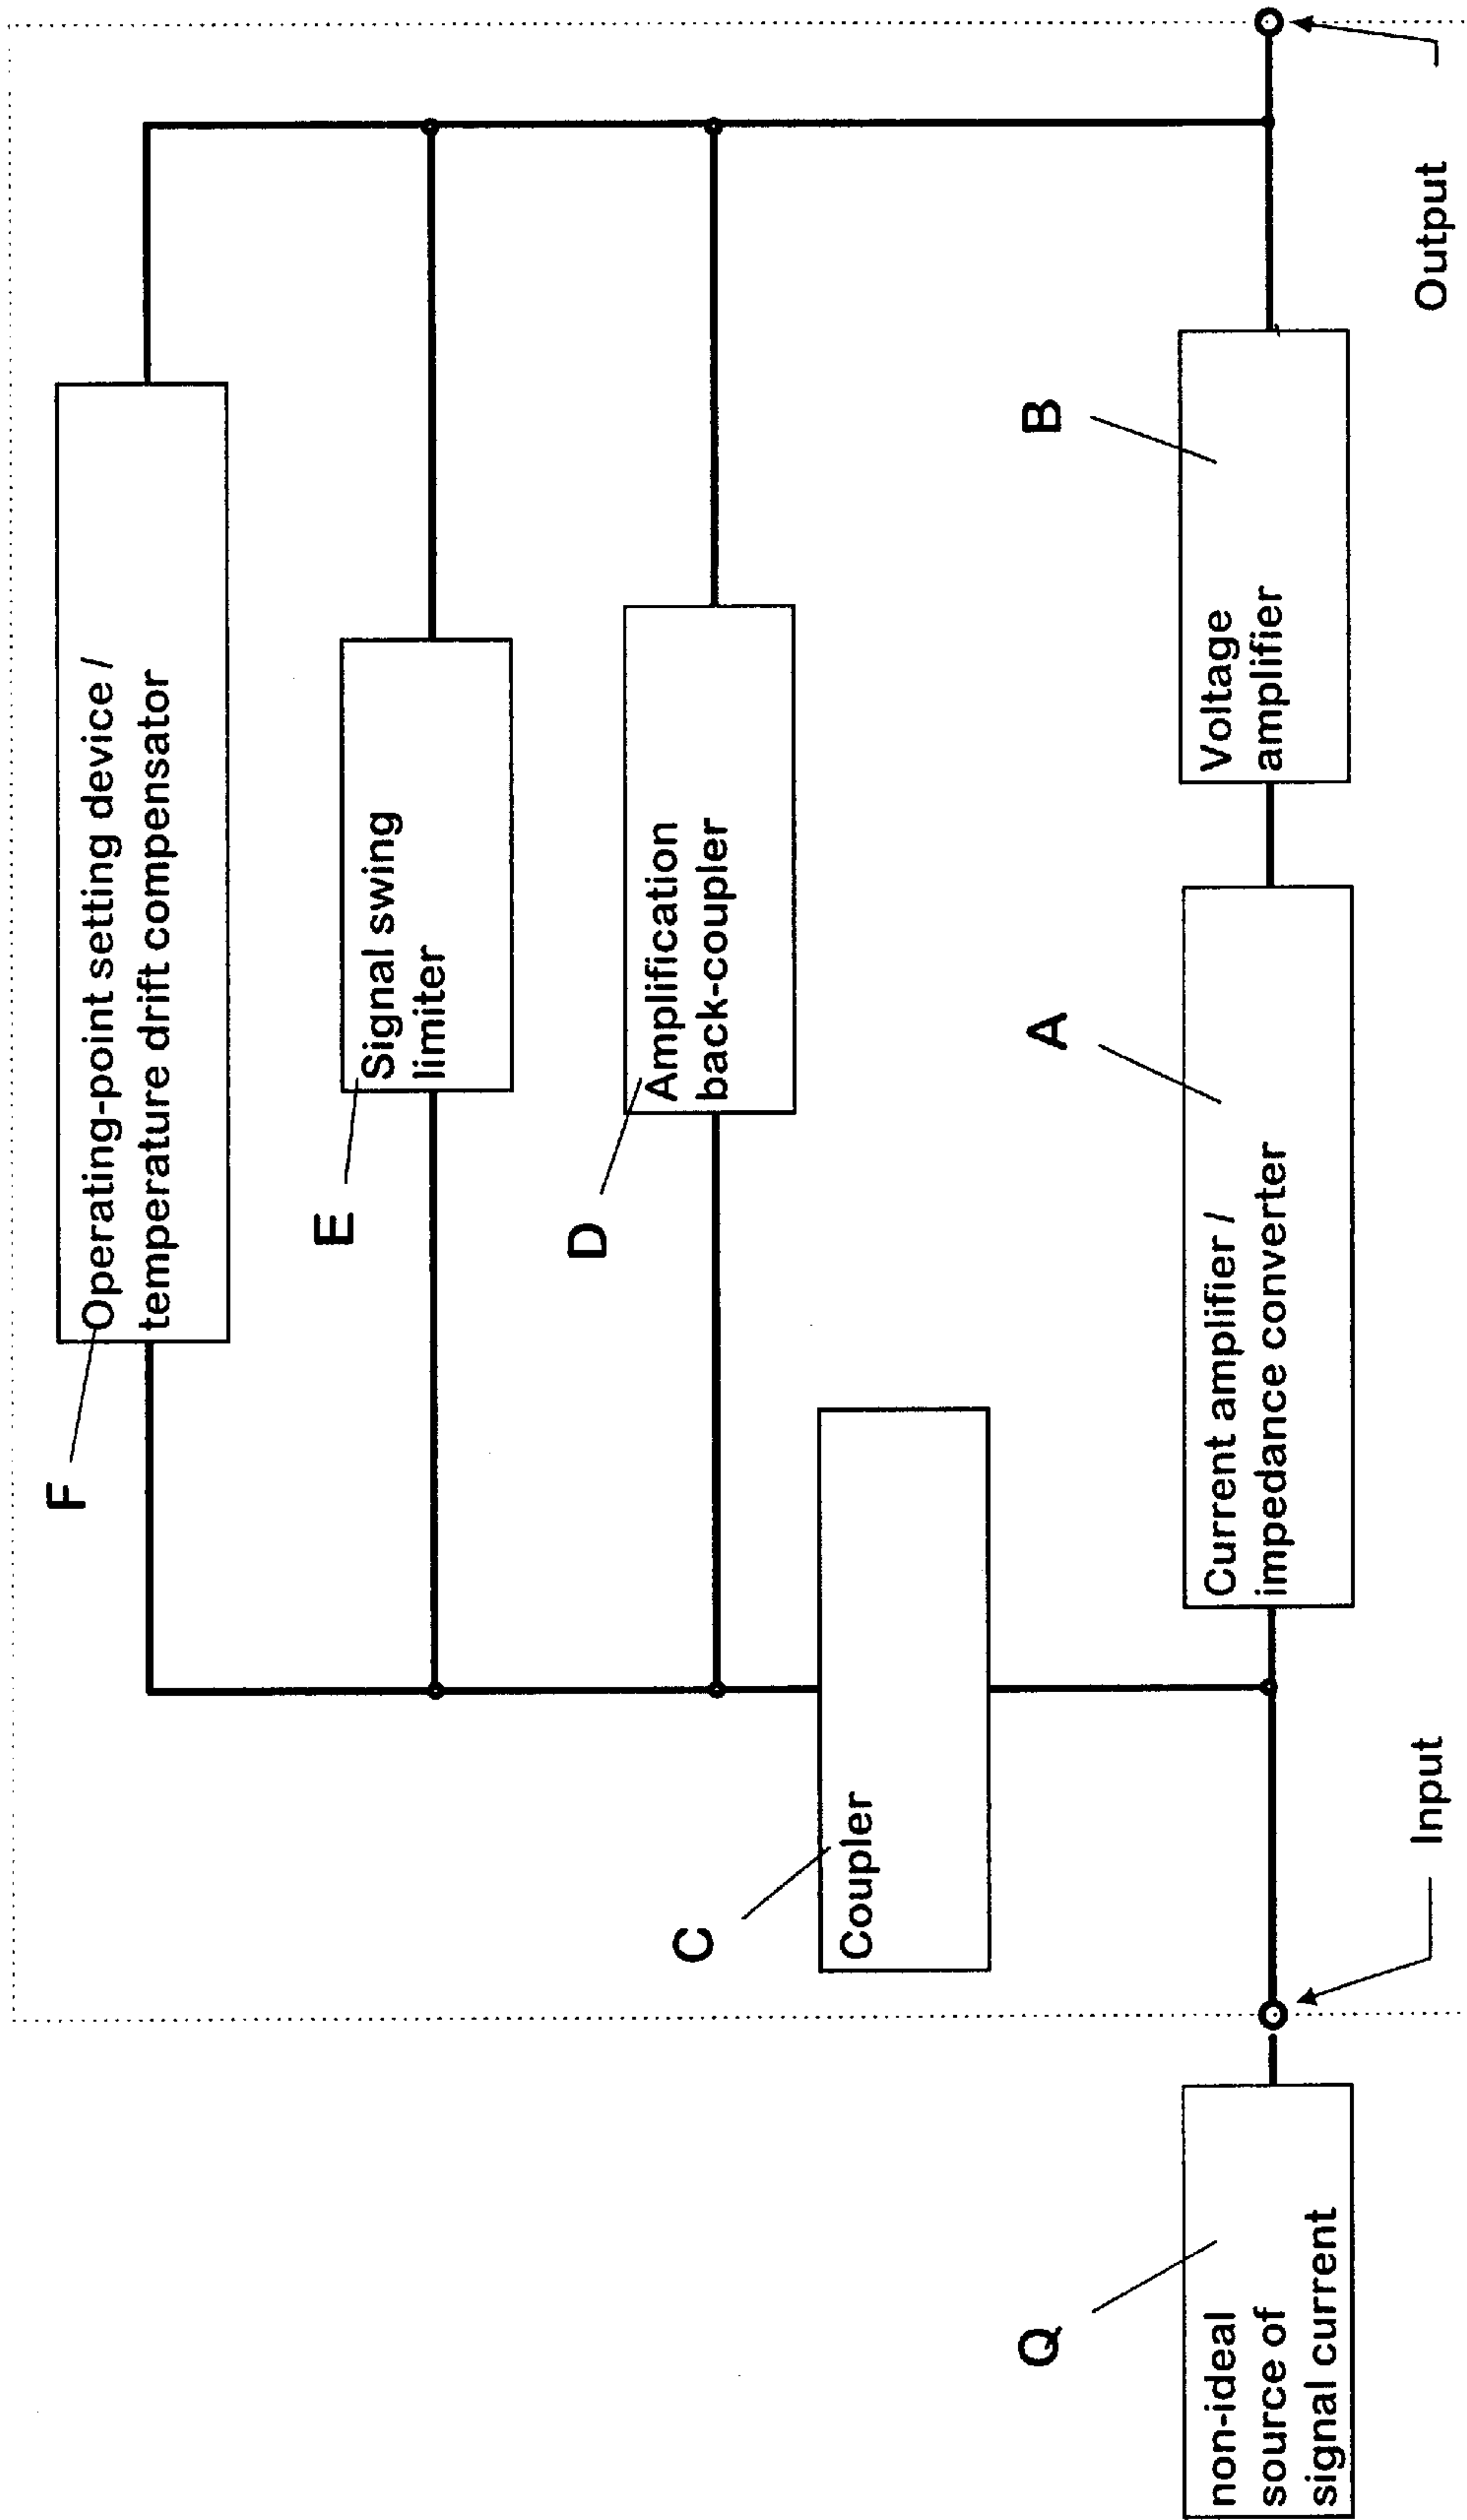 F
Operating-point setting device /
temperature drift compensator
E
Signal swing
limiter
D
Amplification
back-coupler
C
Coupler
Q
non-ideal
source of
signal current
A
Current amplifier /
impedance converter
B
Voltage
amplifier
Input
Output